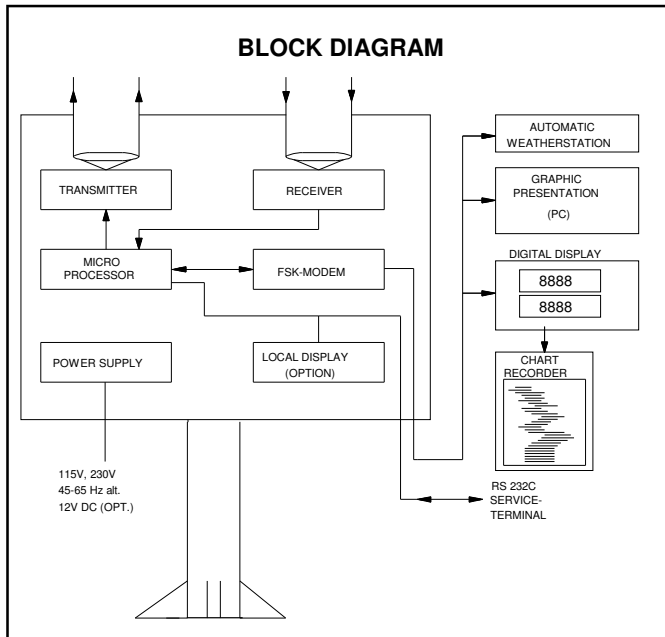 BLOCK DIAGRAM
TRANSMITTER
RECEIVER
MICRO
PROCESSOR
FSK-MODEM
POWER SUPPLY
LOCAL DISPLAY
(OPTION)
115V, 230V
45-65 Hz alt.
12V DC (OPT.)
AUTOMATIC
WEATHERSTATION
GRAPHIC
PRESENTATION
(PC)
DIGITAL DISPLAY
8888
8888
CHART
RECORDER
RS 232C
SERVICE-
TERMINAL